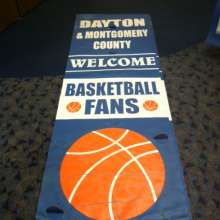 DAYTON
& MONTGOMERY
COUNTY
WELCOME
BASKETBALL
FANS